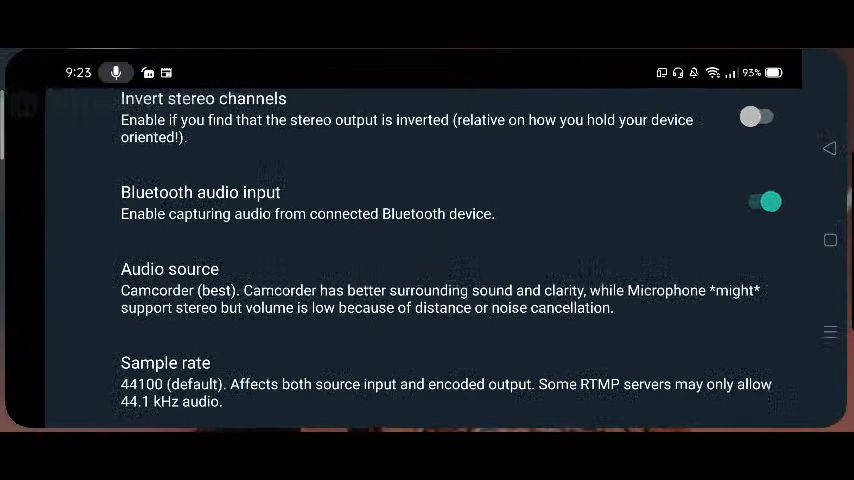 9:23
93%
Invert stereo channels
Enable if you find that the stereo output is inverted (relative on how you hold your device
oriented!).
Bluetooth audio input
Enable capturing audio from connected Bluetooth device.
Audio source
Camcorder (best). Camcorder has better surrounding sound and clarity, while Microphone *might*
support stereo but volume is low because of distance or noise cancellation.
Sample rate
44100 (default). Affects both source input and encoded output. Some RTMP servers may only allow
44.1 kHz audio.